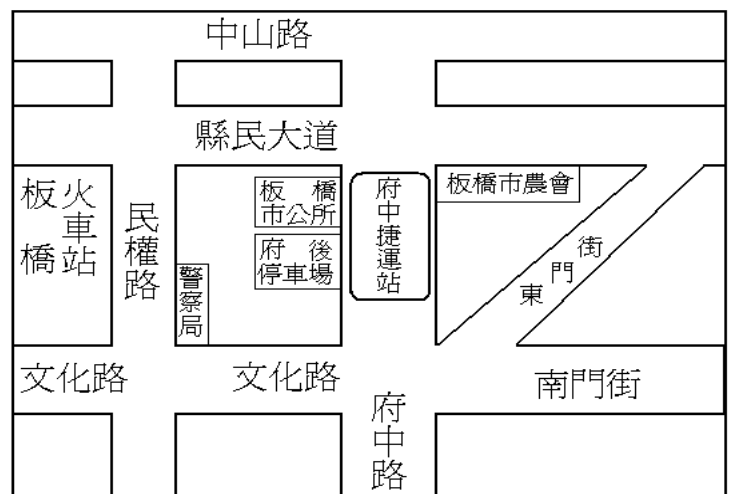 中山路
縣民大道
板橋
火車站
民權路
板橋
市公所
府後
停車場
警察局
府中捷運站
板橋市農會
東門街
文化路
文化路
南門街
府中路